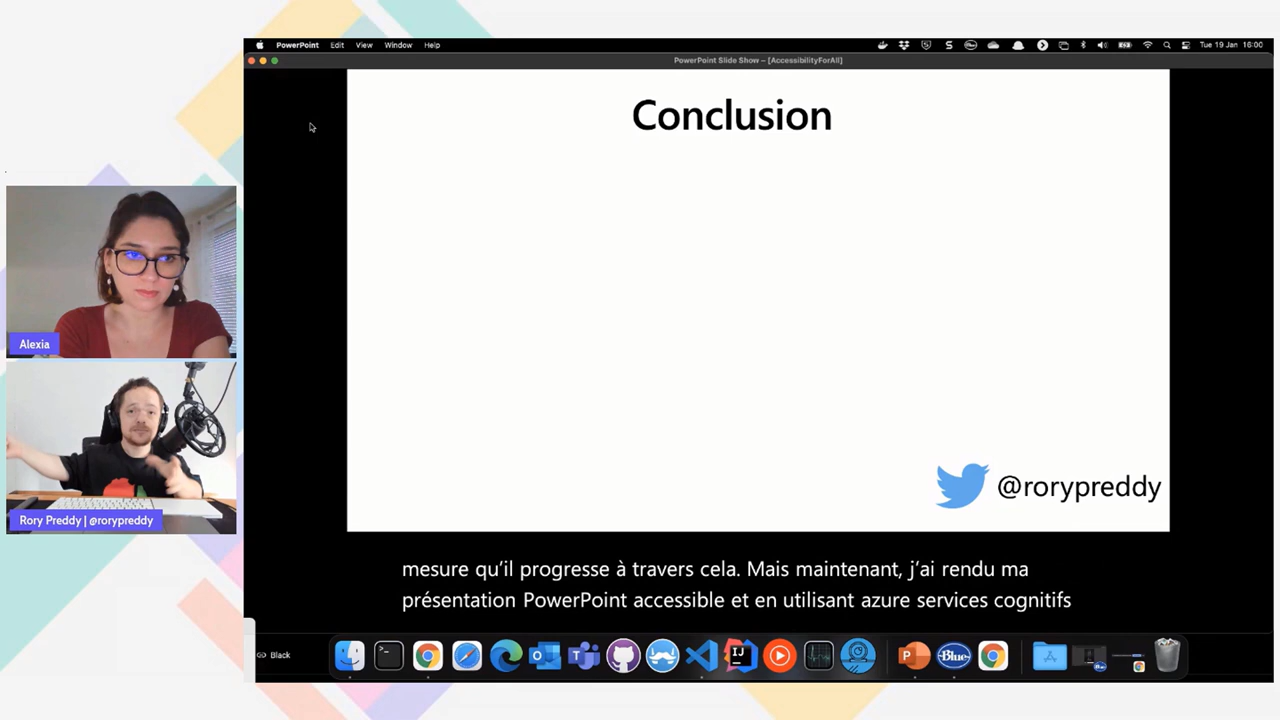 PowerPoint Edit View Window Help
Tue 19 Jan 16:00
PowerPoint Slide Show – [AccessibilityForAll]
Conclusion
@rorypreddy
Alexia
Rory Preddy | @rorypreddy
mesure qu'il progresse à travers cela. Mais maintenant, j'ai rendu ma
présentation PowerPoint accessible et en utilisant azure services cognitifs
Black
Blue